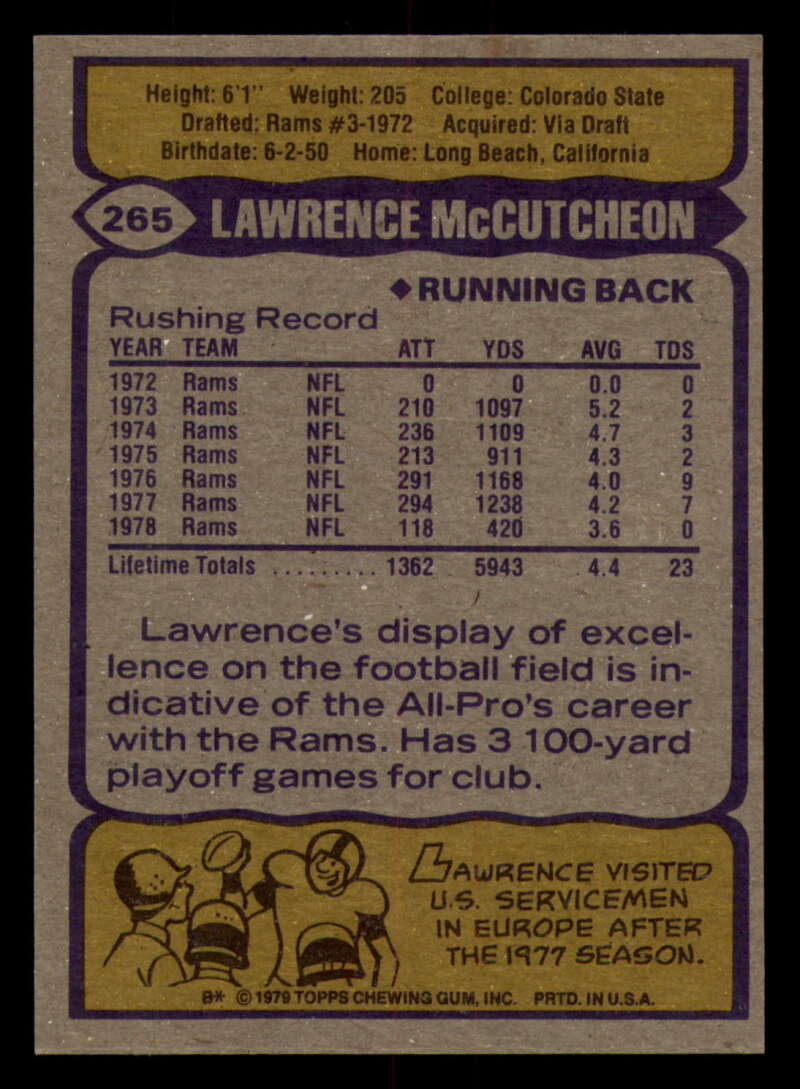 Height: 6'1" Weight: 205 College: Colorado State
Drafted: Rams #3-1972 Acquired: Via Draft
Birthdate: 6-2-50 Home: Long Beach, California
265 LAWRENCE McCUTCHEON
◆RUNNING BACK
Rushing Record
YEAR TEAM ATT YDS AVG TDS
1972 Rams NFL 0 0 0.0 0
1973 Rams NFL 210 1097 5.2 2
1974 Rams NFL 236 1109 4.7 3
1975 Rams NFL 213 911 4.3 2
1976 Rams NFL 291 1168 4.0 9
1977 Rams NFL 294 1238 4.2 7
1978 Rams NFL 118 420 3.6 0
Lifetime Totals .......... 1362 5943 4.4 23
Lawrence's display of excel-
lence on the football field is in-
dicative of the All-Pro's career
with the Rams. Has 3 100-yard
playoff games for club.
LAWRENCE VISITED
U.S. SERVICEMEN
IN EUROPE AFTER
THE 1977 SEASON.
B* © 1979 TOPPS CHEWING GUM, INC. PRTD. IN U.S.A.